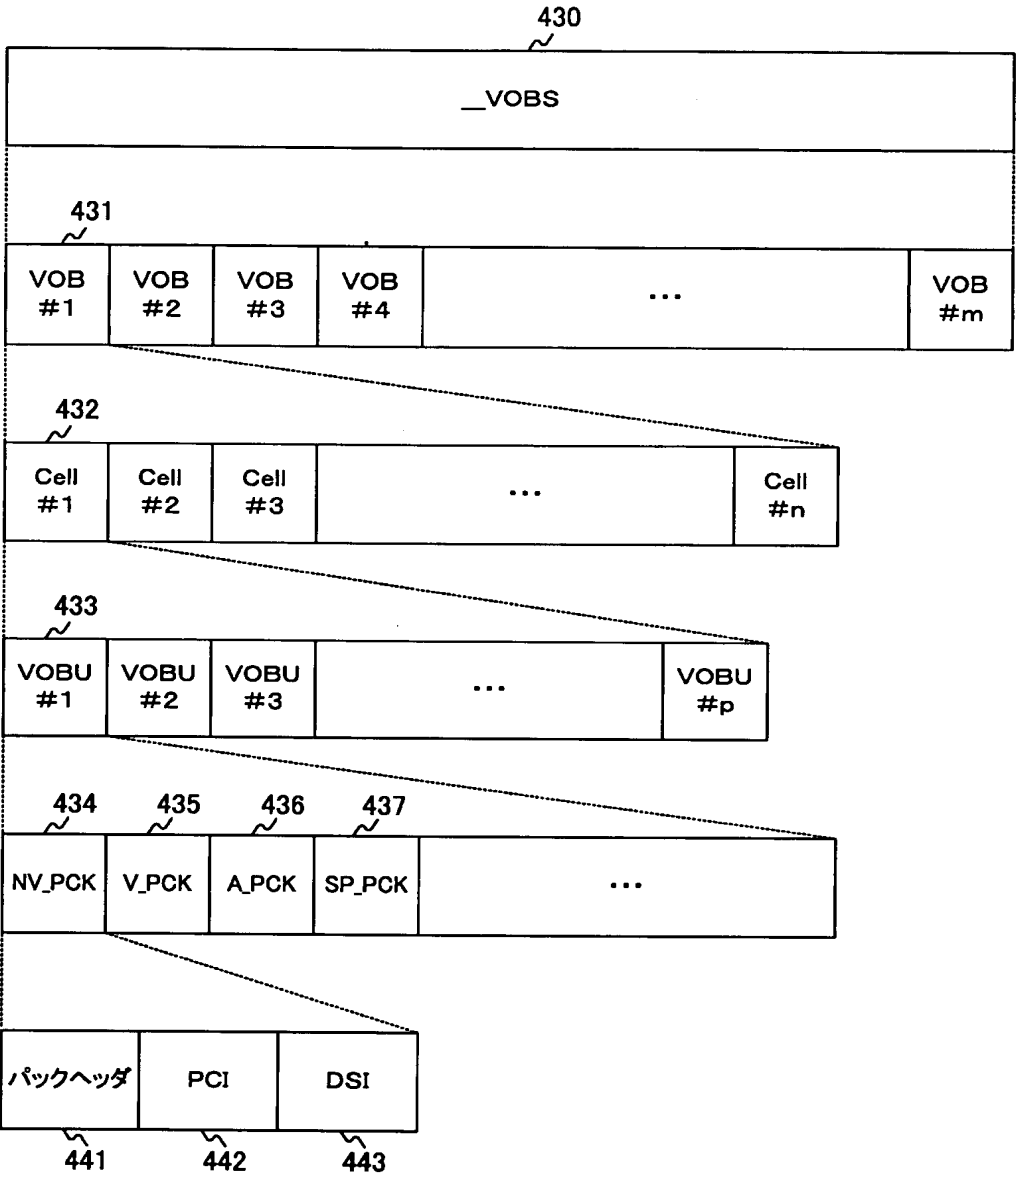 430
__VOBS
431
VOB #1
VOB #2
VOB #3
VOB #4
...
VOB #m
432
Cell #1
Cell #2
Cell #3
...
Cell #n
433
VOBU #1
VOBU #2
VOBU #3
...
VOBU #p
434 435 436 437
NV_PCK V_PCK A_PCK SP_PCK ...
パックヘッダ PCI DSI
441 442 443